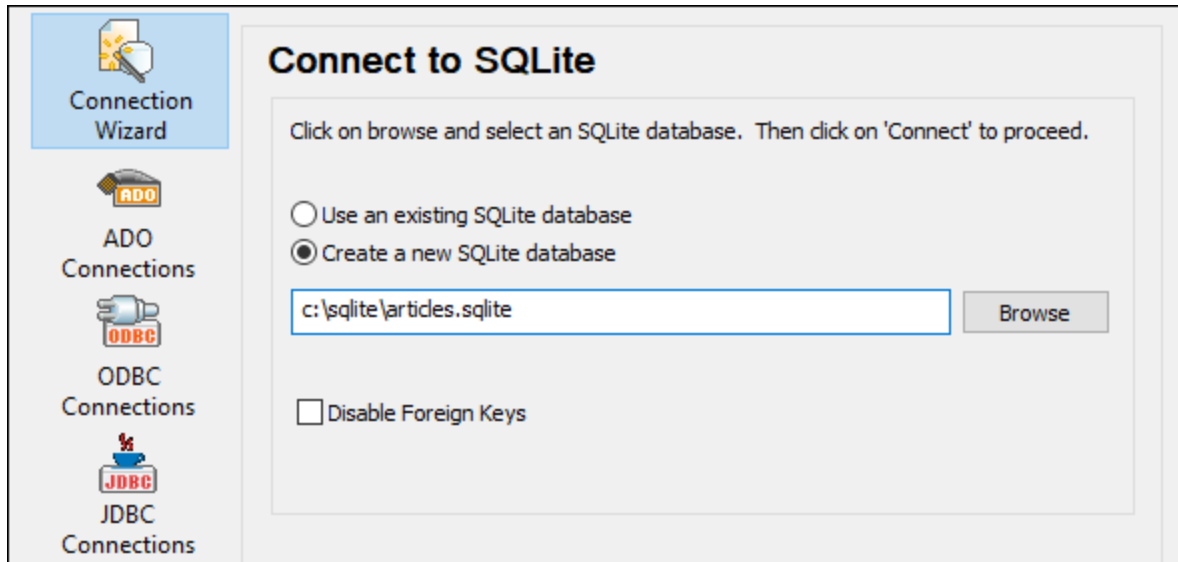 Connection
Wizard
ADO
ADO
Connections
ODBC
ODBC
Connections
JDBC
JDBC
Connections
Connect to SQLite
Click on browse and select an SQLite database.  Then click on 'Connect' to proceed.
Use an existing SQLite database
Create a new SQLite database
c:\sqlite\articles.sqlite
Browse
Disable Foreign Keys